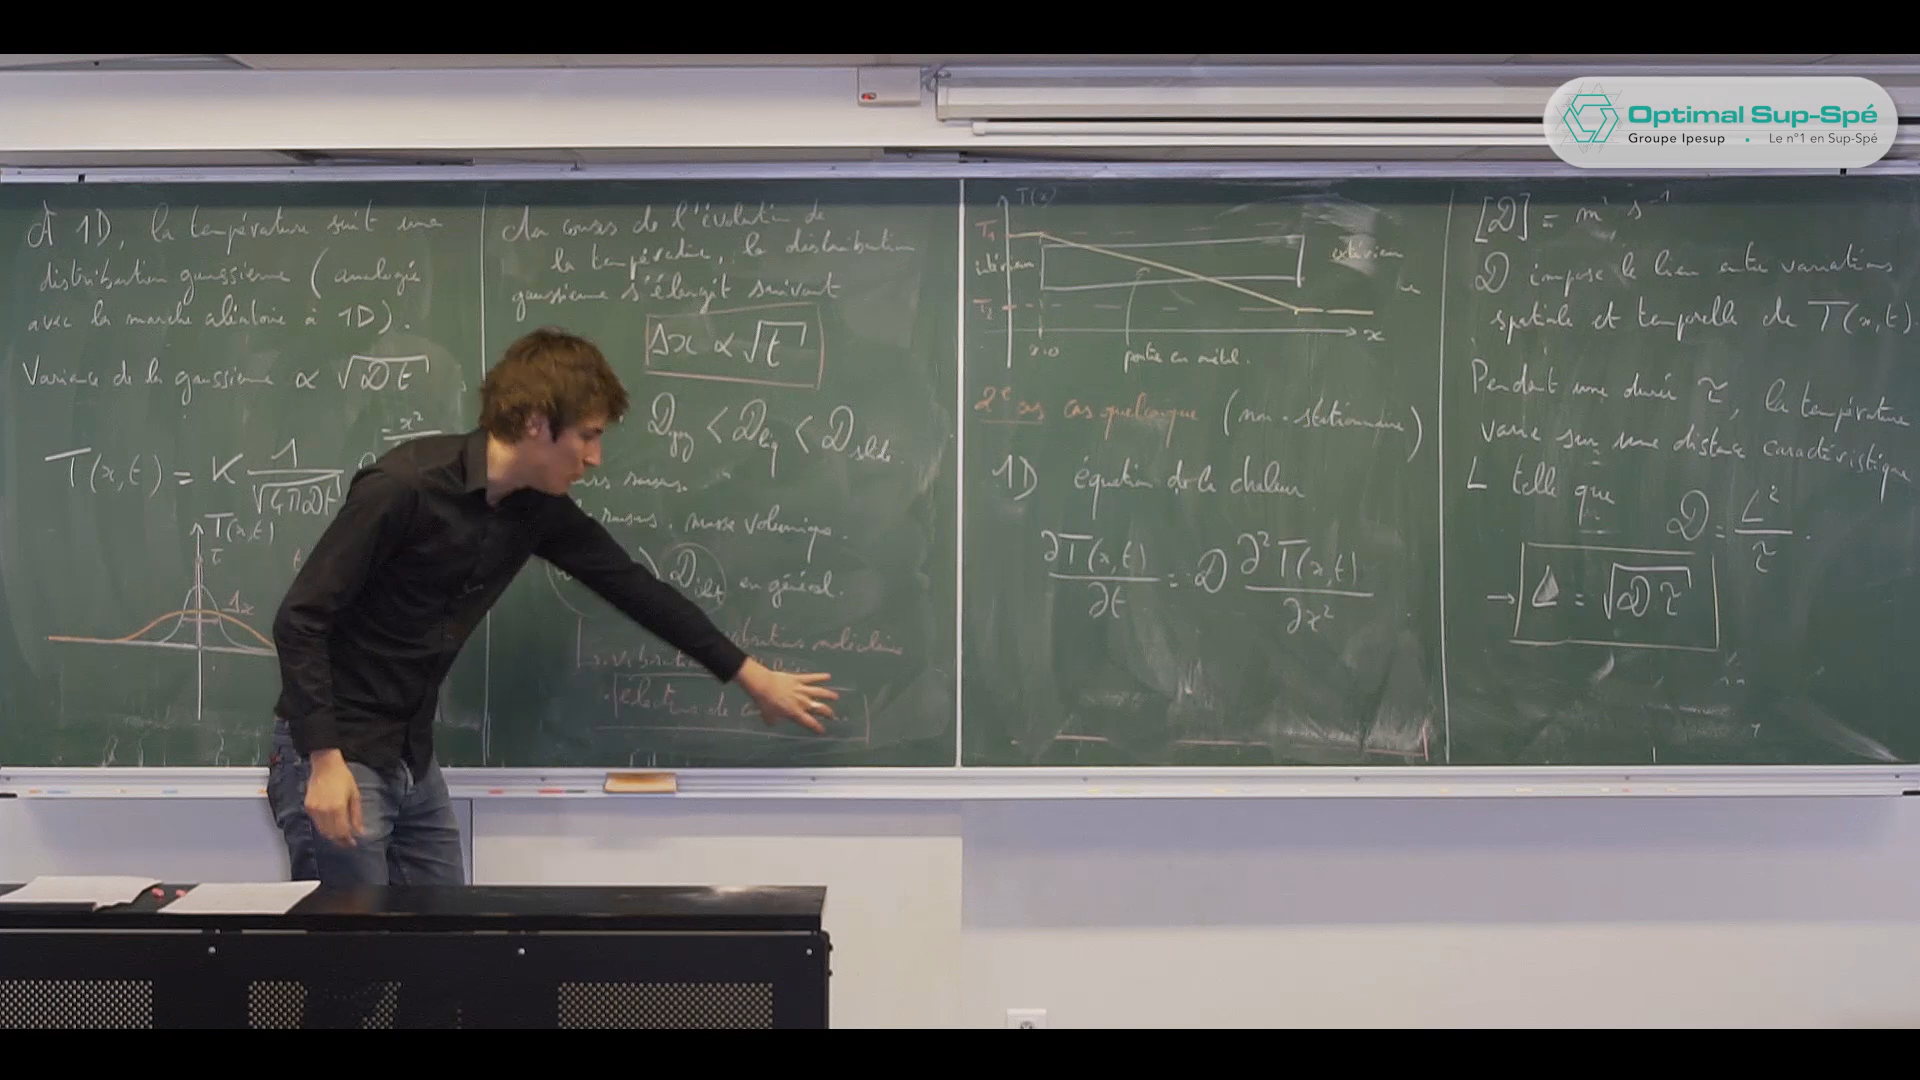 À 1D, la température suit une
distribution gaussienne (analogie
avec la marche aléatoire à 1D).
Variance de la gaussienne ∝ √(𝒟t)
T(x,t) = K 1/√(4π𝒟t) -x²
T(x,t)
Δx
Au cours de l'évolution de
la température, la distribution
gaussienne s'élargit suivant
Δx ∝ √t
𝒟gaz < 𝒟liq < 𝒟solide.
masse volumique.
en général.
T(x)
T₁
intérieur
extérieur
T₂
x=0
x
porte en métal.
2e cas cas quelconque (non-stationnaire)
1D équation de la chaleur
∂T(x,t)/∂t = 𝒟 ∂²T(x,t)/∂x²
[𝒟] = m² s⁻¹
𝒟 impose le lien entre variations
spatiale et temporelle de T(x,t).
Pendant une durée τ, la température
varie sur une distance caractéristique
L telle que
𝒟 = L²/τ.
→ L = √(𝒟τ)
Optimal Sup-Spé
Groupe Ipesup · Le n°1 en Sup-Spé